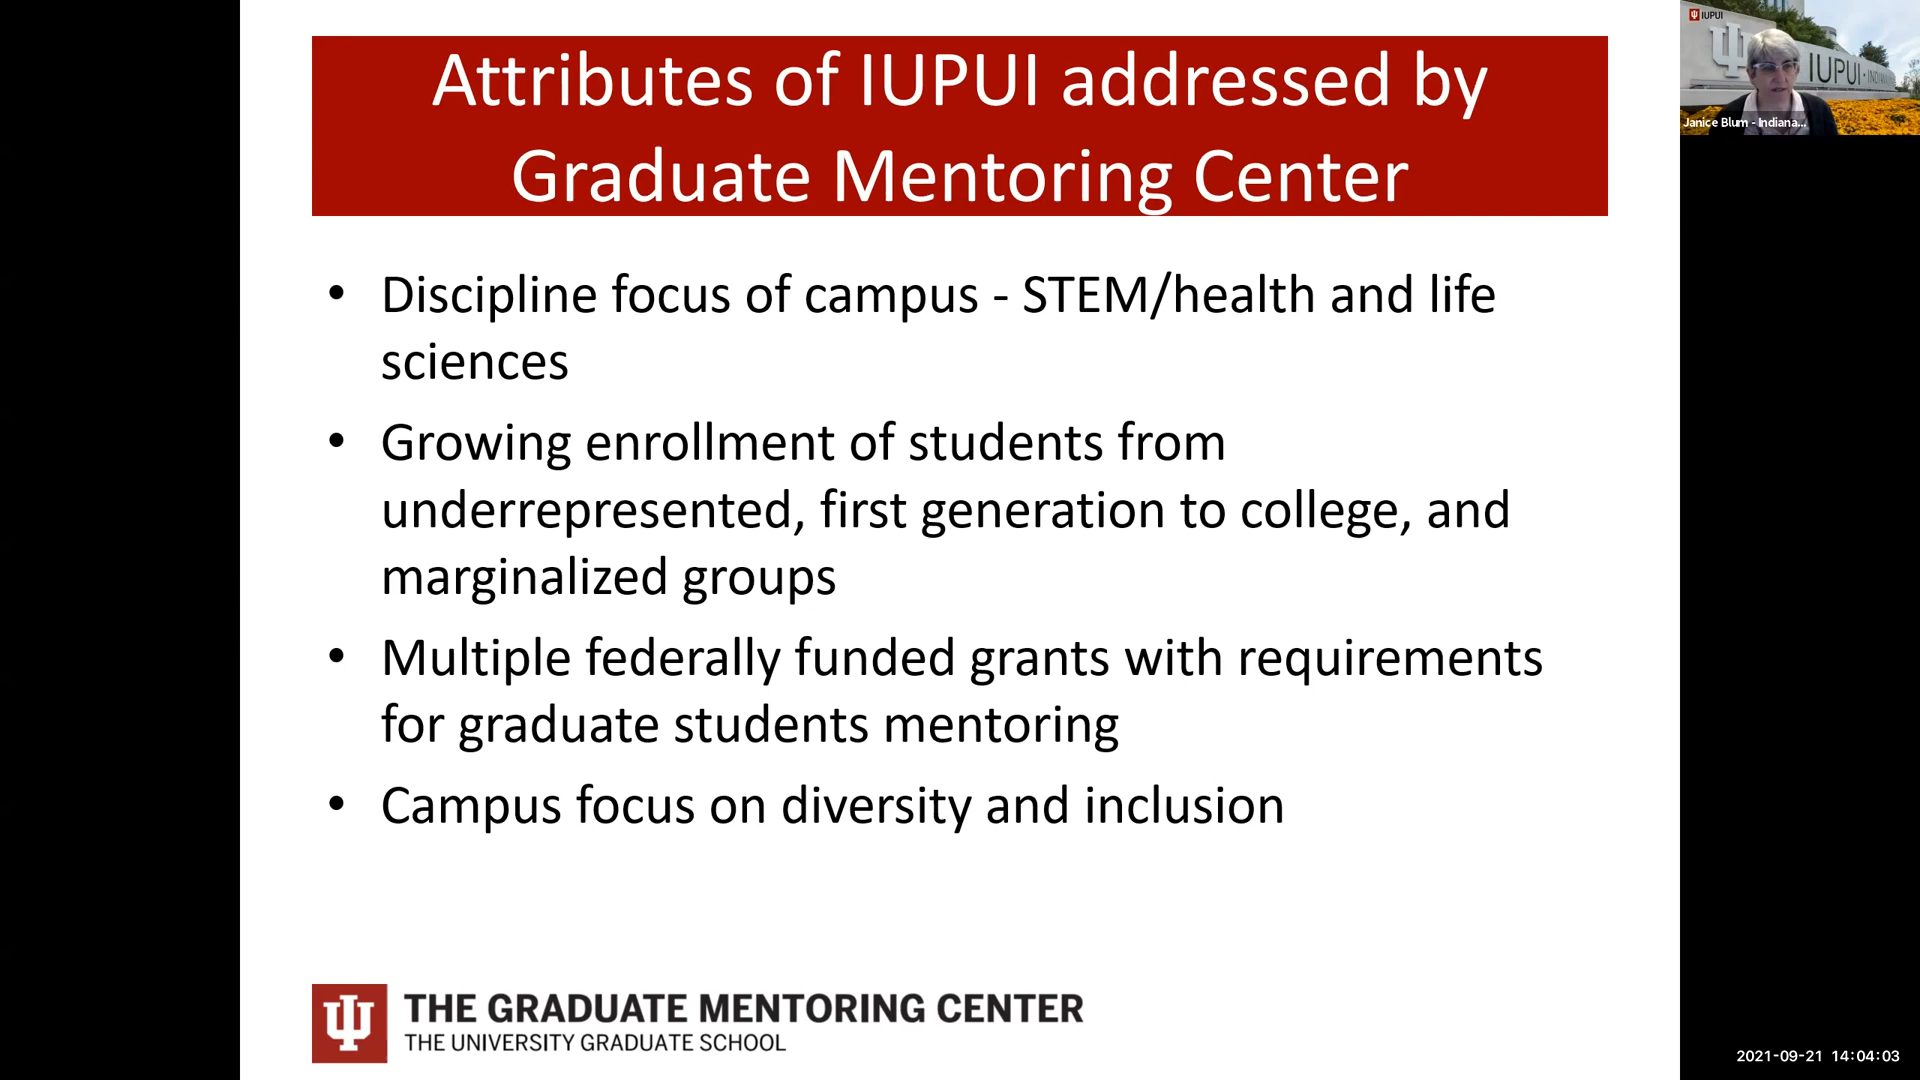 Attributes of IUPUI addressed by
Graduate Mentoring Center
• Discipline focus of campus - STEM/health and life
sciences
• Growing enrollment of students from
underrepresented, first generation to college, and
marginalized groups
• Multiple federally funded grants with requirements
for graduate students mentoring
• Campus focus on diversity and inclusion
THE GRADUATE MENTORING CENTER
THE UNIVERSITY GRADUATE SCHOOL
IUPUI
IUPUI
Janice Blum - Indiana...
2021-09-21 14:04:03